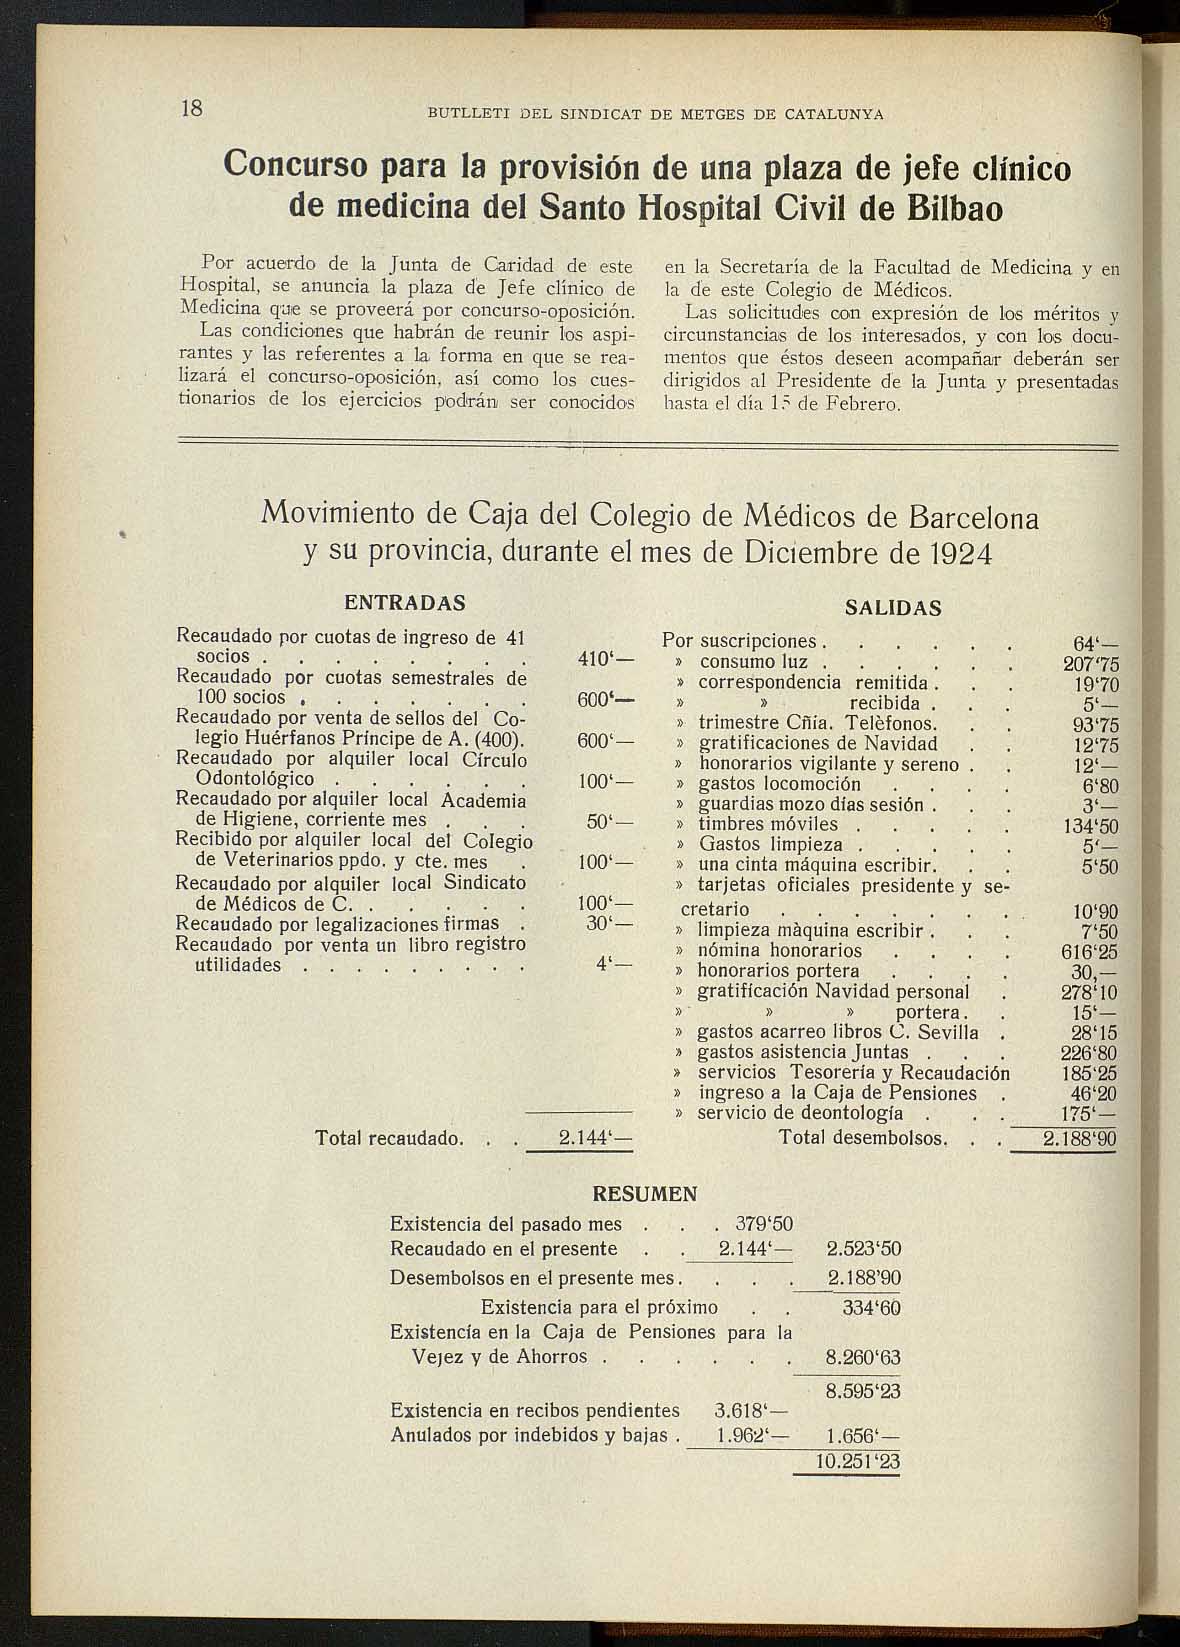 18
BUTLLETI DEL SINDICAT DE METGES DE CATALUNYA
Concurso para la provisión de una plaza de jefe clínico
de medicina del Santo Hospital Civil de Bilbao
Por acuerdo de la Junta de Caridad de este
Hospital, se anuncia la plaza de Jefe clínico de
Medicina que se proveerá por concurso-oposición.
Las condiciones que habrán de reunir los aspi-
rantes y las referentes a la forma en que se rea-
lizará el concurso-oposición, así como los cues-
tionarios de los ejercicios podrán ser conocidos
en la Secretaría de la Facultad de Medicina y en
la de este Colegio de Médicos.
Las solicitudes con expresión de los méritos y
circunstancias de los interesados, y con los docu-
mentos que éstos deseen acompañar deberán ser
dirigidos al Presidente de la Junta y presentadas
hasta el día 15 de Febrero.
Movimiento de Caja del Colegio de Médicos de Barcelona
y su provincia, durante el mes de Diciembre de 1924
ENTRADAS
Recaudado por cuotas de ingreso de 41
socios . . . . . . . . 410‘—
Recaudado por cuotas semestrales de
100 socios . . . . . . . 600‘—
Recaudado por venta de sellos del Co-
legio Huérfanos Príncipe de A. (400). 600‘—
Recaudado por alquiler local Círculo
Odontológico . . . . . . 100‘—
Recaudado por alquiler local Academia
de Higiene, corriente mes . . . 50‘—
Recibido por alquiler local del Colegio
de Veterinarios ppdo. y cte. mes . 100‘—
Recaudado por alquiler local Sindicato
de Médicos de C. . . . . . 100‘—
Recaudado por legalizaciones firmas . 30‘—
Recaudado por venta un libro registro
utilidades . . . . . . . . . 4‘—
Total recaudado. . . 2.144‘—
SALIDAS
Por suscripciones . . . . . . 64‘—
» consumo luz . . . . . . 207‘75
» correspondencia remitida . . . 19‘70
» » recibida . . . 5‘—
» trimestre Cñía. Telèfonos. . . 93‘75
» gratificaciones de Navidad . . 12‘75
» honorarios vigilante y sereno . . 12‘—
» gastos locomoción . . . . 6‘80
» guardias mozo días sesión . . . 3‘—
» timbres móviles . . . . . 134‘50
» Gastos limpieza . . . . . 5‘—
» una cinta máquina escribir. . . 5‘50
» tarjetas oficiales presidente y se-
cretario . . . . . . . 10‘90
» limpieza màquina escribir . . . 7‘50
» nómina honorarios . . . . 616‘25
» honorarios portera . . . . 30,—
» gratificación Navidad personal . 278‘10
» » » portera. . 15‘—
» gastos acarreo libros C. Sevilla . 28‘15
» gastos asistencia Juntas . . . 226‘80
» servicios Tesorería y Recaudación 185‘25
» ingreso a la Caja de Pensiones . 46‘20
» servicio de deontología . . . 175‘—
Total desembolsos. . . 2.188‘90
RESUMEN
Existencia del pasado mes . . . 379‘50
Recaudado en el presente . . 2.144‘— 2.523‘50
Desembolsos en el presente mes. . . . 2.188’90
Existencia para el próximo . . 334‘60
Existencia en la Caja de Pensiones para la
Vejez y de Ahorros . . . . . . 8.260‘63
8.595‘23
Existencia en recibos pendientes 3.618‘—
Anulados por indebidos y bajas . 1.962‘— 1.656‘—
10.251‘23